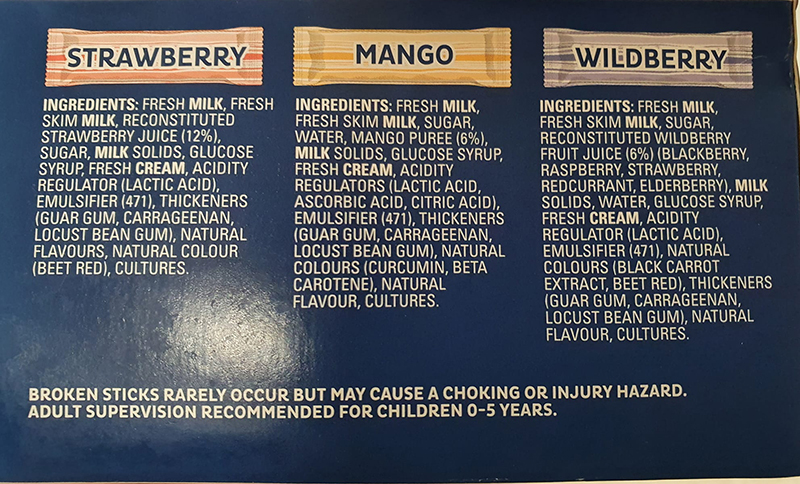 STRAWBERRY
INGREDIENTS: FRESH MILK, FRESH
SKIM MILK, RECONSTITUTED
STRAWBERRY JUICE (12%),
SUGAR, MILK SOLIDS, GLUCOSE
SYRUP, FRESH CREAM, ACIDITY
REGULATOR (LACTIC ACID),
EMULSIFIER (471), THICKENERS
(GUAR GUM, CARRAGEENAN,
LOCUST BEAN GUM), NATURAL
FLAVOURS, NATURAL COLOUR
(BEET RED), CULTURES.
MANGO
INGREDIENTS: FRESH MILK,
FRESH SKIM MILK, SUGAR,
WATER, MANGO PUREE (6%),
MILK SOLIDS, GLUCOSE SYRUP,
FRESH CREAM, ACIDITY
REGULATORS (LACTIC ACID,
ASCORBIC ACID, CITRIC ACID),
EMULSIFIER (471), THICKENERS
(GUAR GUM, CARRAGEENAN,
LOCUST BEAN GUM), NATURAL
COLOURS (CURCUMIN, BETA
CAROTENE), NATURAL
FLAVOUR, CULTURES.
WILDBERRY
INGREDIENTS: FRESH MILK,
FRESH SKIM MILK, SUGAR,
RECONSTITUTED WILDBERRY
FRUIT JUICE (6%) (BLACKBERRY,
RASPBERRY, STRAWBERRY,
REDCURRANT, ELDERBERRY), MILK
SOLIDS, WATER, GLUCOSE SYRUP,
FRESH CREAM, ACIDITY
REGULATOR (LACTIC ACID),
EMULSIFIER (471), NATURAL
COLOURS (BLACK CARROT
EXTRACT, BEET RED), THICKENERS
(GUAR GUM, CARRAGEENAN,
LOCUST BEAN GUM), NATURAL
FLAVOUR, CULTURES.
BROKEN STICKS RARELY OCCUR BUT MAY CAUSE A CHOKING OR INJURY HAZARD.
ADULT SUPERVISION RECOMMENDED FOR CHILDREN 0-5 YEARS.